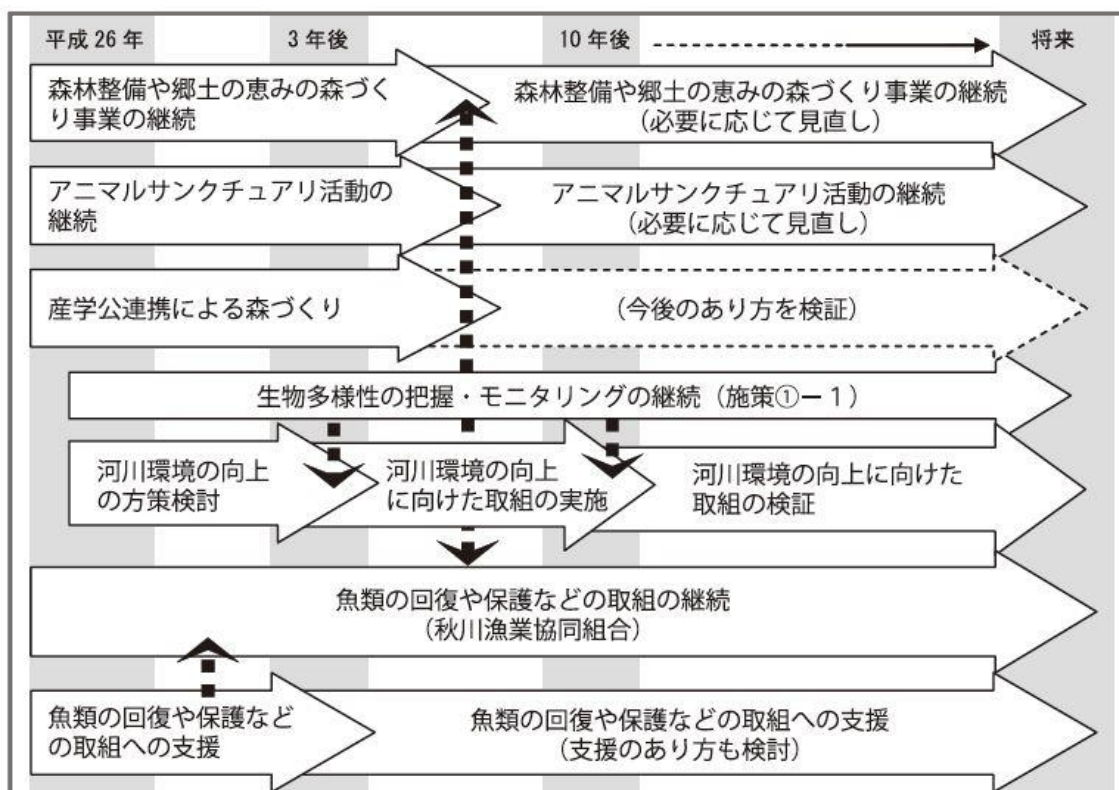 平成 26 年
3 年後
10 年後
将来
森林整備や郷土の恵みの森づく
り事業の継続
森林整備や郷土の恵みの森づくり事業の継続
(必要に応じて見直し)
アニマルサンクチュアリ活動の
継続
アニマルサンクチュアリ活動の継続
(必要に応じて見直し)
産学公連携による森づくり
(今後のあり方を検証)
生物多様性の把握・モニタリングの継続（施策①－１）
河川環境の向上
の方策検討
河川環境の向上
に向けた取組の実施
河川環境の向上に向けた
取組の検証
魚類の回復や保護などの取組の継続
(秋川漁業協同組合)
魚類の回復や保護など
の取組への支援
魚類の回復や保護などの取組への支援
(支援のあり方も検討)